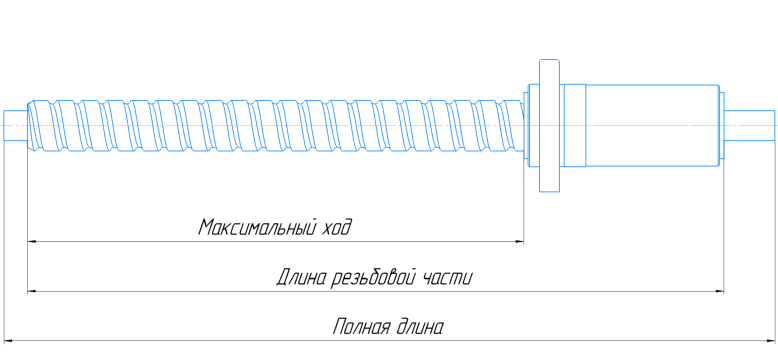 Максимальный ход
Длина резьбовой части
Полная длина